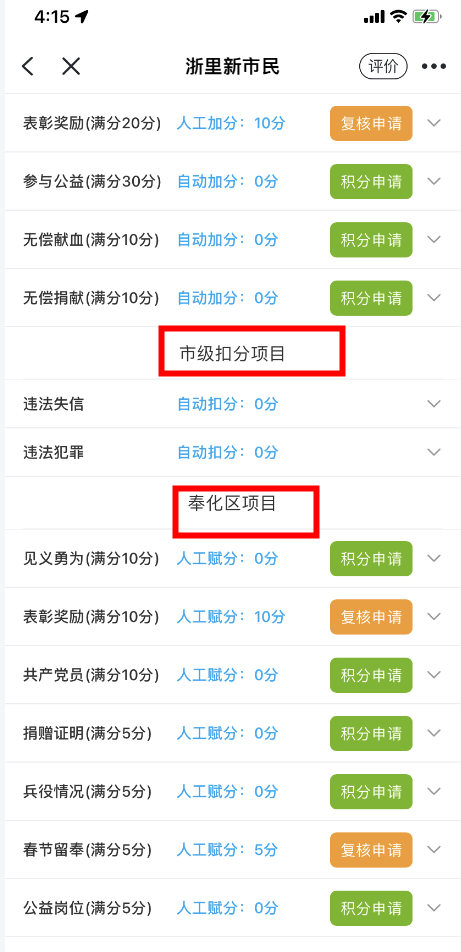 4:15
浙里新市民
评价
表彰奖励(满分20分) 人工加分：10分 复核申请
参与公益(满分30分) 自动加分：0分 积分申请
无偿献血(满分10分) 自动加分：0分 积分申请
无偿捐献(满分10分) 自动加分：0分 积分申请
市级扣分项目
违法失信 自动扣分：0分
违法犯罪 自动扣分：0分
奉化区项目
见义勇为(满分10分) 人工赋分：0分 积分申请
表彰奖励(满分10分) 人工赋分：10分 复核申请
共产党员(满分10分) 人工赋分：0分 积分申请
捐赠证明(满分5分) 人工赋分：0分 积分申请
兵役情况(满分5分) 人工赋分：0分 积分申请
春节留奉(满分5分) 人工赋分：5分 复核申请
公益岗位(满分5分) 人工赋分：0分 积分申请